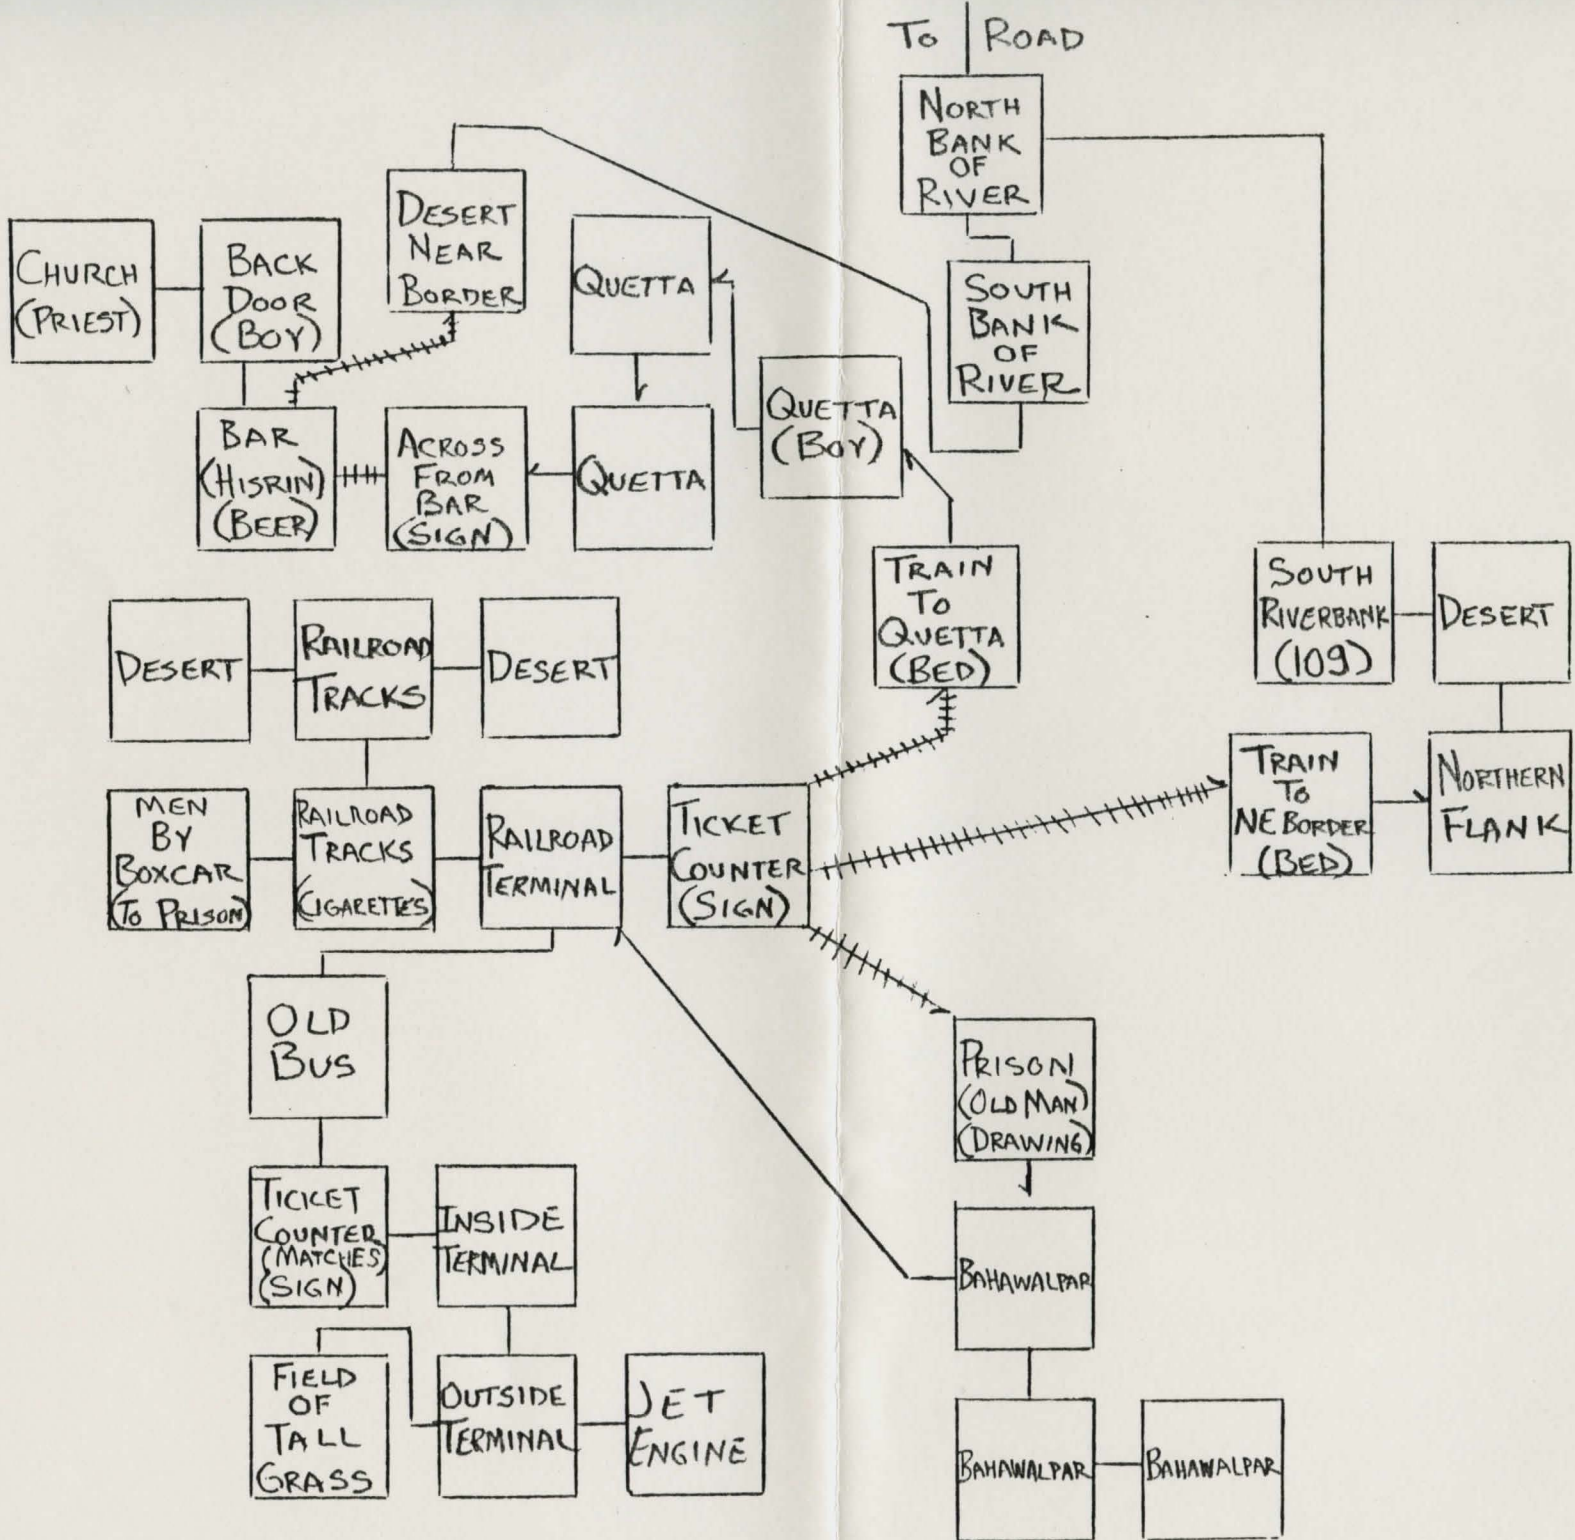 TO ROAD
NORTH
BANK
OF
RIVER
DESERT
NEAR
BORDER
CHURCH
(PRIEST)
BACK
DOOR
(BOY)
QUETTA
SOUTH
BANK
OF
RIVER
BAR
(HISRIN)
(BEER)
ACROSS
FROM
BAR
(SIGN)
QUETTA
QUETTA
(BOY)
TRAIN
TO
QUETTA
(BED)
SOUTH
RIVERBANK
(109)
DESERT
DESERT
RAILROAD
TRACKS
DESERT
TRAIN
TO
NE BORDER
(BED)
NORTHERN
FLANK
MEN
BY
BOXCAR
(TO PRISON)
RAILROAD
TRACKS
(CIGARETTES)
RAILROAD
TERMINAL
TICKET
COUNTER
(SIGN)
OLD
BUS
PRISON
(OLD MAN)
(DRAWING)
TICKET
COUNTER
(MATCHES)
(SIGN)
INSIDE
TERMINAL
BAHAWALPAR
FIELD
OF
TALL
GRASS
OUTSIDE
TERMINAL
JET
ENGINE
BAHAWALPAR
BAHAWALPAR